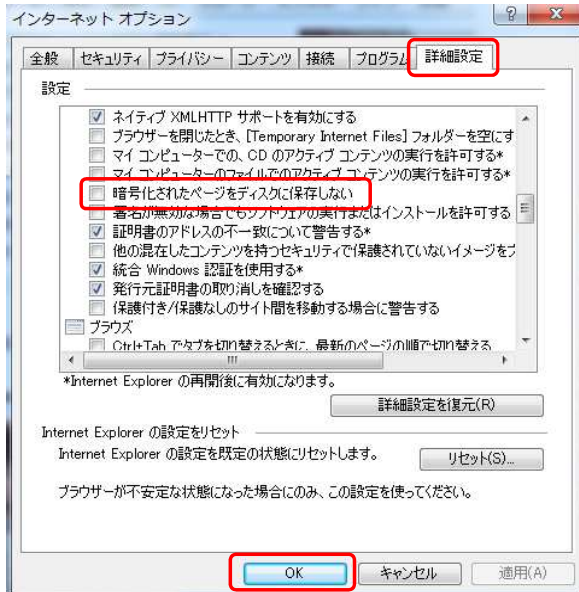 インターネット オプション
全般 セキュリティ プライバシー コンテンツ 接続 プログラム 詳細設定
設定
ネイティブ XMLHTTP サポートを有効にする
ブラウザーを閉じたとき、[Temporary Internet Files] フォルダーを空にす
マイ コンピューターでの、CD のアクティブ コンテンツの実行を許可する*
マイ コンピューターのファイルでのアクティブ コンテンツの実行を許可する*
暗号化されたページをディスクに保存しない
署名が無効な場合でもソフトウェアの実行またはインストールを許可する
証明書のアドレスの不一致について警告する*
他の混在したコンテンツを持つセキュリティで保護されていないイメージをブ
統合 Windows 認証を使用する*
発行元証明書の取り消しを確認する
保護付き/保護なしのサイト間を移動する場合に警告する
ブラウズ
Ctrl+Tab でタブを切り替えるときに、最新のページの順で切り替える
*Internet Explorer の再開後に有効になります。
詳細設定を復元(R)
Internet Explorer の設定をリセット
Internet Explorer の設定を既定の状態にリセットします。
リセット(S)...
ブラウザーが不安定な状態になった場合にのみ、この設定を使ってください。
OK キャンセル 適用(A)